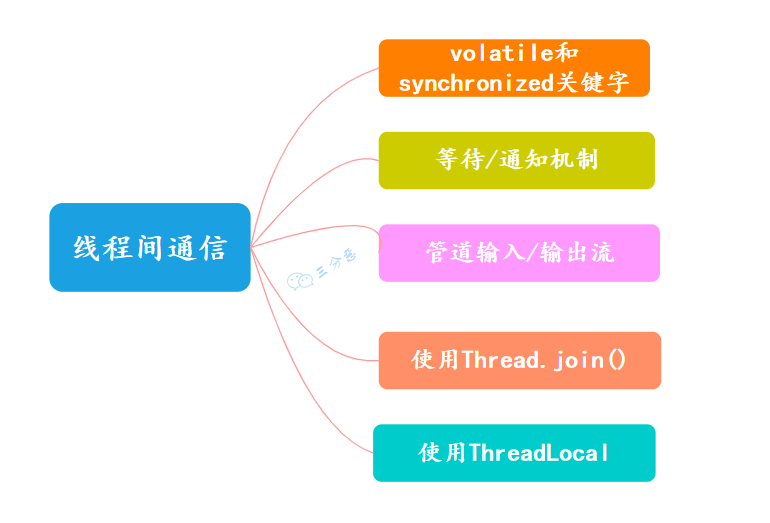 volatile和
synchronized关键字
等待/通知机制
线程间通信
管道输入/输出流
三分恶
使用Thread.join()
使用ThreadLocal